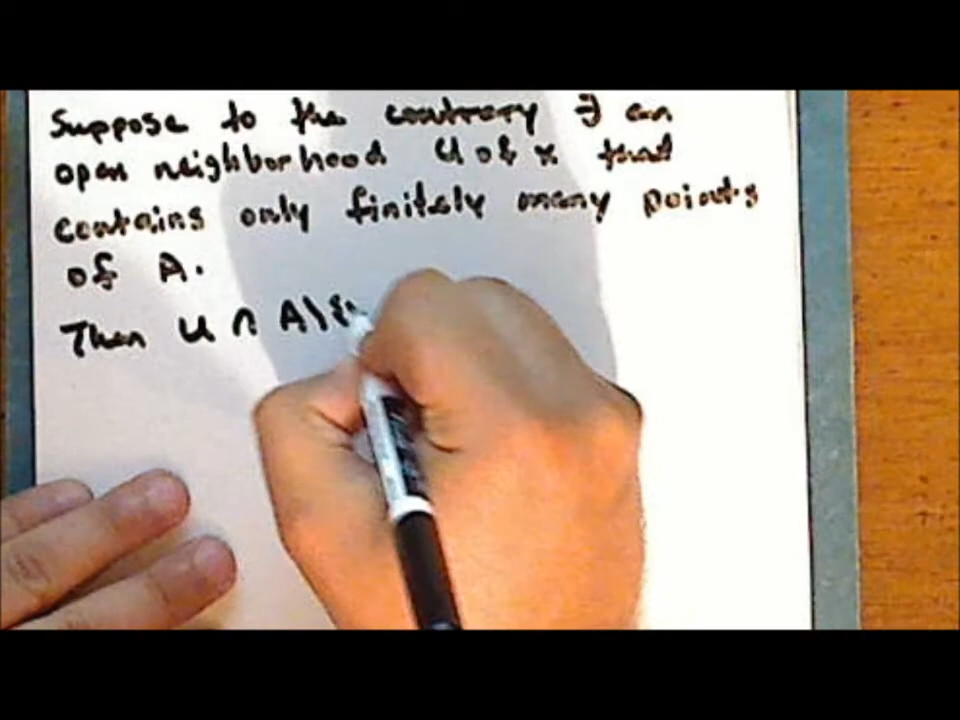 Suppose to the contrary ∃ an
open neighborhood U of x that
contains only finitely many points
of A.
Then U ∩ A\{